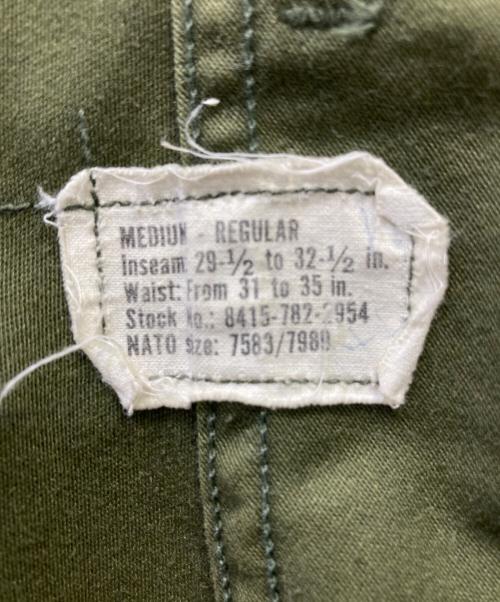 MEDIUM - REGULAR
Inseam 29-1/2 to 32-1/2 in.
Waist: From 31 to 35 in.
Stock No.: 8415-782-2954
NATO size: 7583/7980